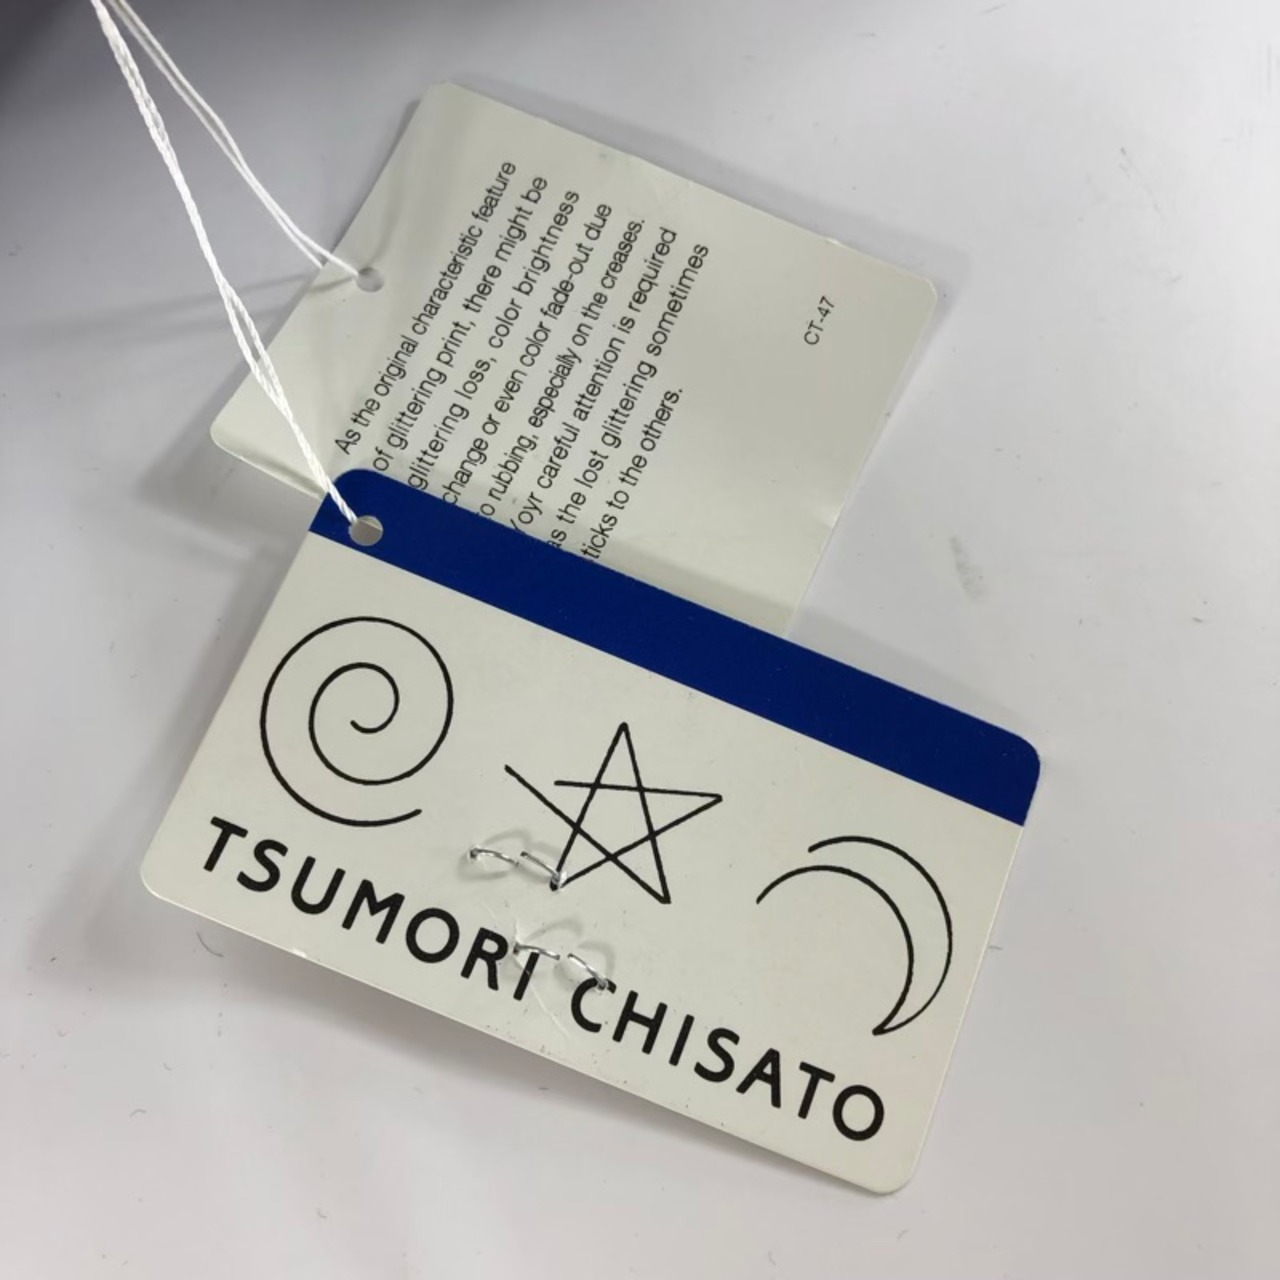 As the original characteristic feature
of glittering print, there might be
glittering loss, color brightness
change or even color fade-out due
to rubbing, especially on the creases.
Yoyr careful attention is required
as the lost glittering sometimes
sticks to the others.
CT-47
TSUMORI CHISATO